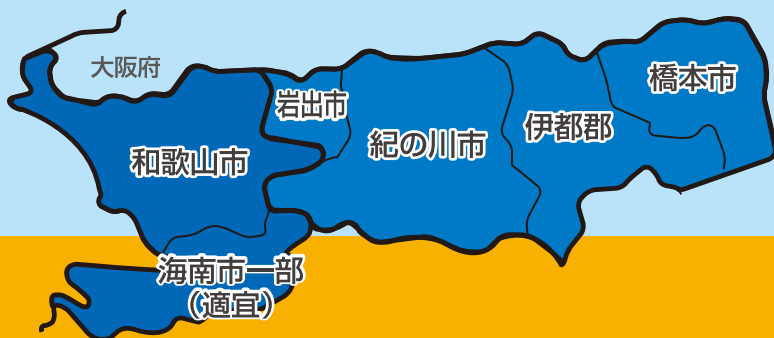 大阪府
橋本市
岩出市
伊都郡
紀の川市
和歌山市
海南市一部
（適宜）